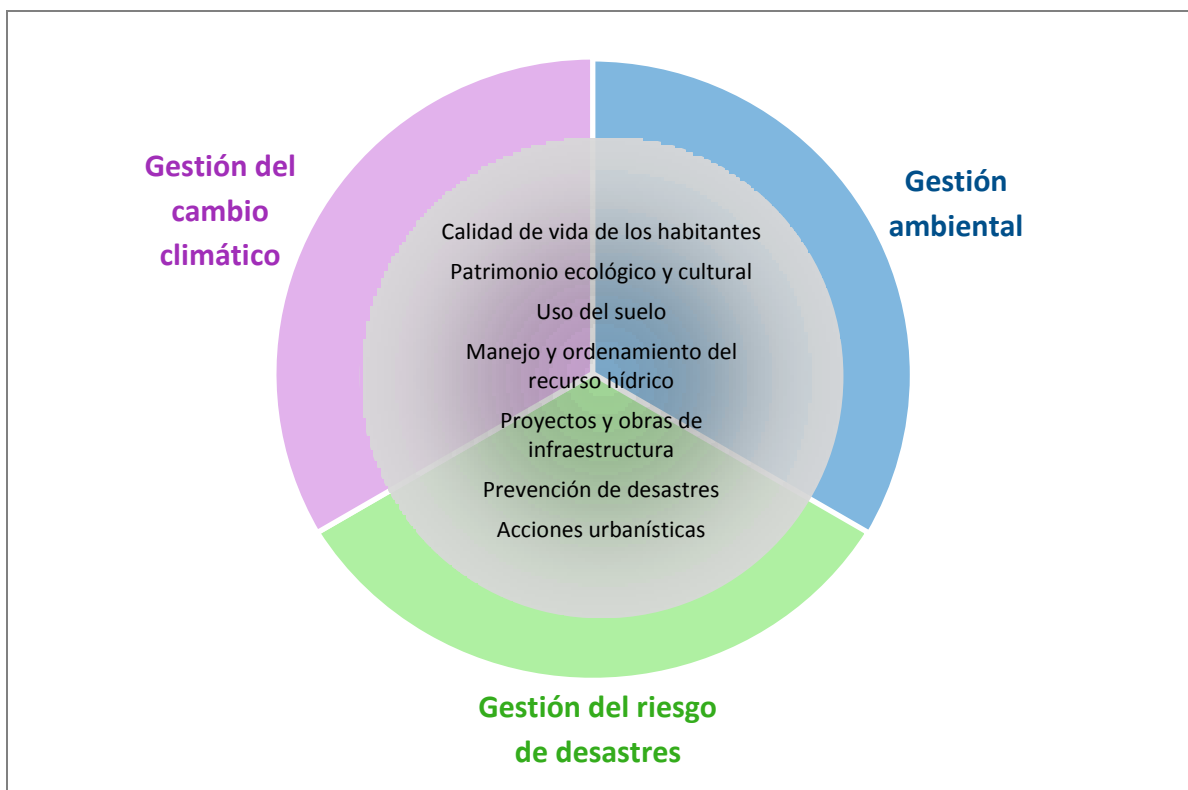 Gestión del
cambio
climático
Gestión
ambiental
Calidad de vida de los habitantes
Patrimonio ecológico y cultural
Uso del suelo
Manejo y ordenamiento del
recurso hídrico
Proyectos y obras de
infraestructura
Prevención de desastres
Acciones urbanísticas
Gestión del riesgo
de desastres